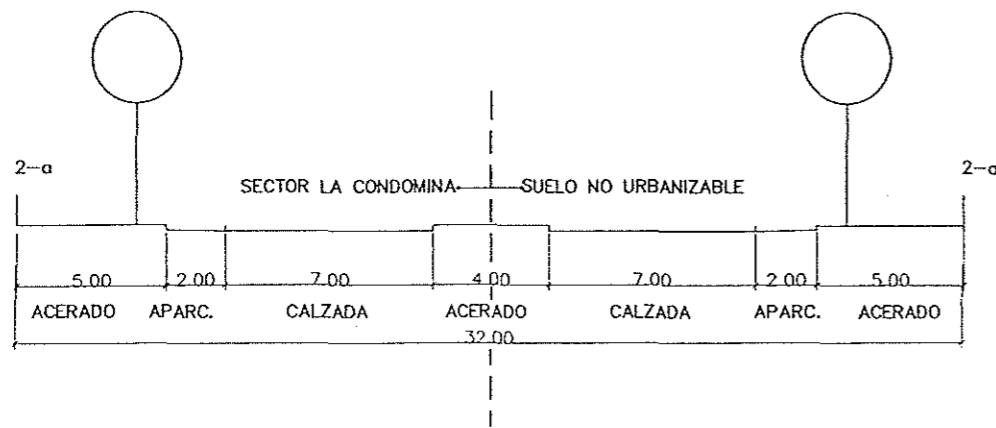 2-a 2-a
SECTOR LA CONDOMINA SUELO NO URBANIZABLE
5.00 2.00 7.00 4.00 7.00 2.00 5.00
ACERADO APARC. CALZADA ACERADO CALZADA APARC. ACERADO
32.00